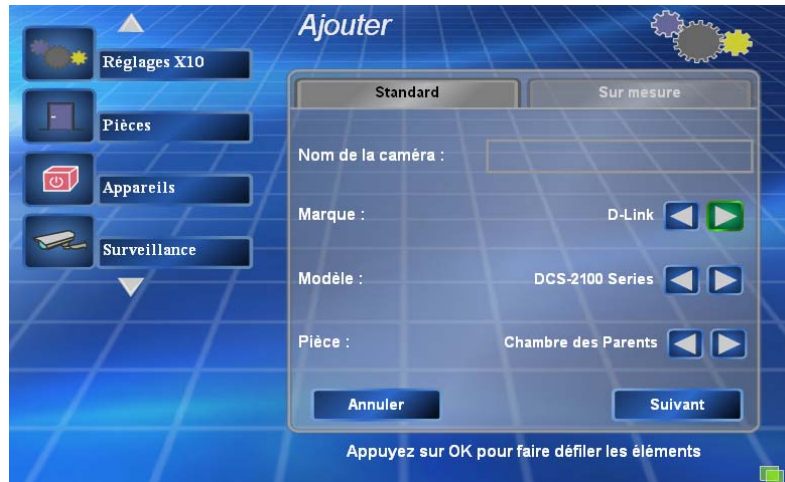 Ajouter
Réglages X10
Pièces
Appareils
Surveillance
Standard
Sur mesure
Nom de la caméra :
Marque :
D-Link
Modèle :
DCS-2100 Series
Pièce :
Chambre des Parents
Annuler
Suivant
Appuyez sur OK pour faire défiler les éléments